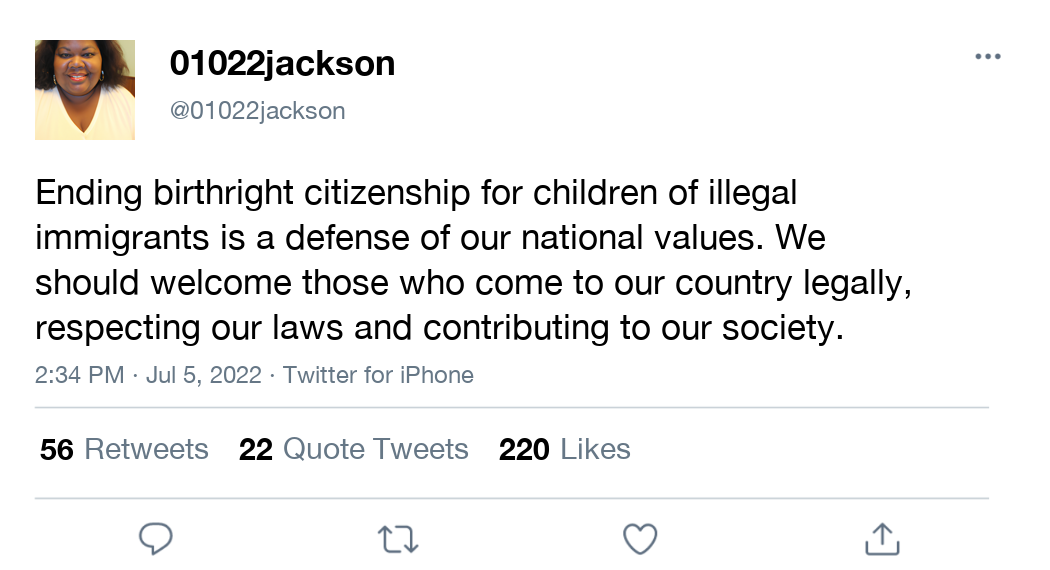 01022jackson
@01022jackson
Ending birthright citizenship for children of illegal
immigrants is a defense of our national values. We
should welcome those who come to our country legally,
respecting our laws and contributing to our society.
2:34 PM · Jul 5, 2022 · Twitter for iPhone
56 Retweets 22 Quote Tweets 220 Likes